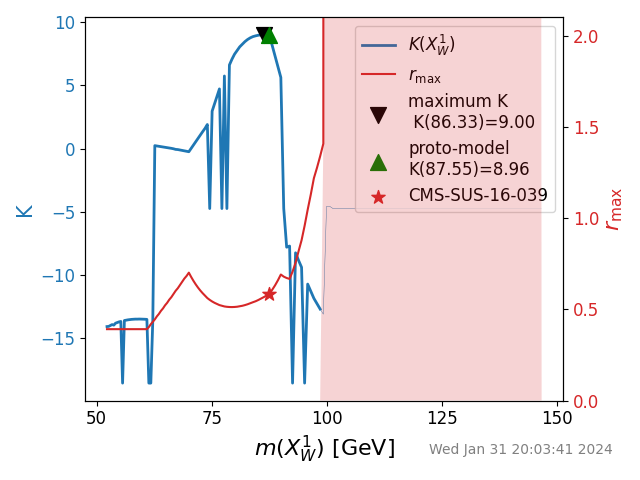 K(X_W^1)
r_max
maximum K
K(86.33)=9.00
proto-model
K(87.55)=8.96
CMS-SUS-16-039
10
5
0
−5
−10
−15
K
2.0
1.5
1.0
0.5
0.0
r_max
50
75
100
125
150
m(X_W^1) [GeV]
Wed Jan 31 20:03:41 2024